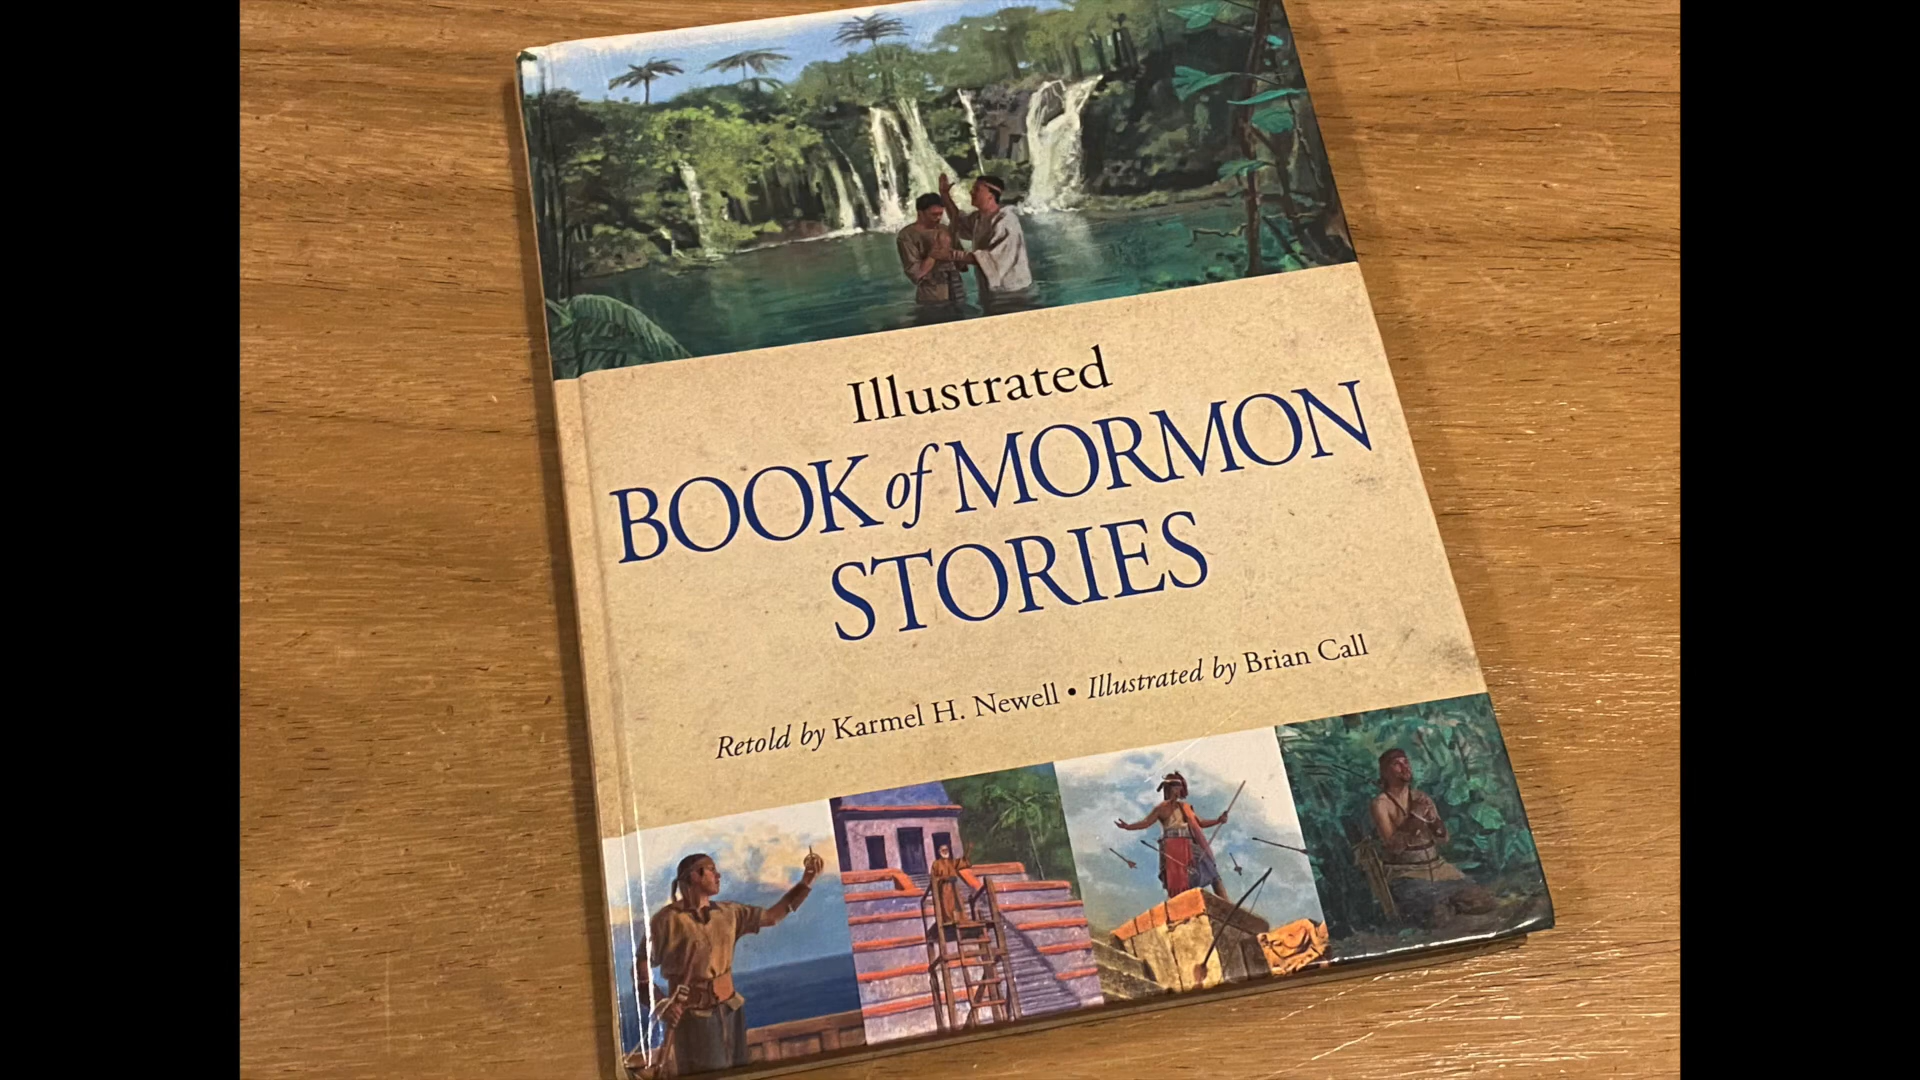 Illustrated
BOOK of MORMON
STORIES
Retold by Karmel H. Newell • Illustrated by Brian Call